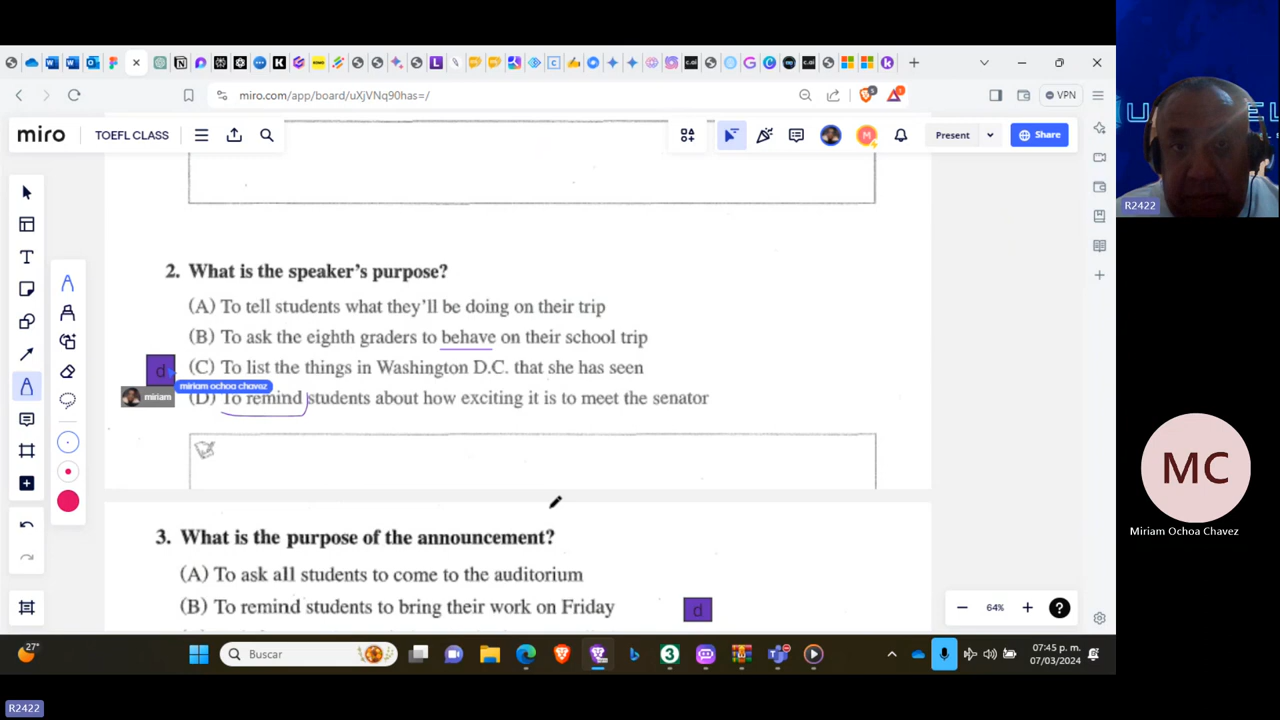 miro.com/app/board/uXjVNq90has=/
VPN
miro
TOEFL CLASS
Present
Share
M
R2422
2. What is the speaker's purpose?
(A) To tell students what they'll be doing on their trip
(B) To ask the eighth graders to behave on their school trip
d
(C) To list the things in Washington D.C. that she has seen
miriam ochoa chavez
miriam
(D) To remind students about how exciting it is to meet the senator
3. What is the purpose of the announcement?
(A) To ask all students to come to the auditorium
(B) To remind students to bring their work on Friday
d
64%
MC
Miriam Ochoa Chavez
27°
Buscar
07:45 p. m.
07/03/2024
R2422